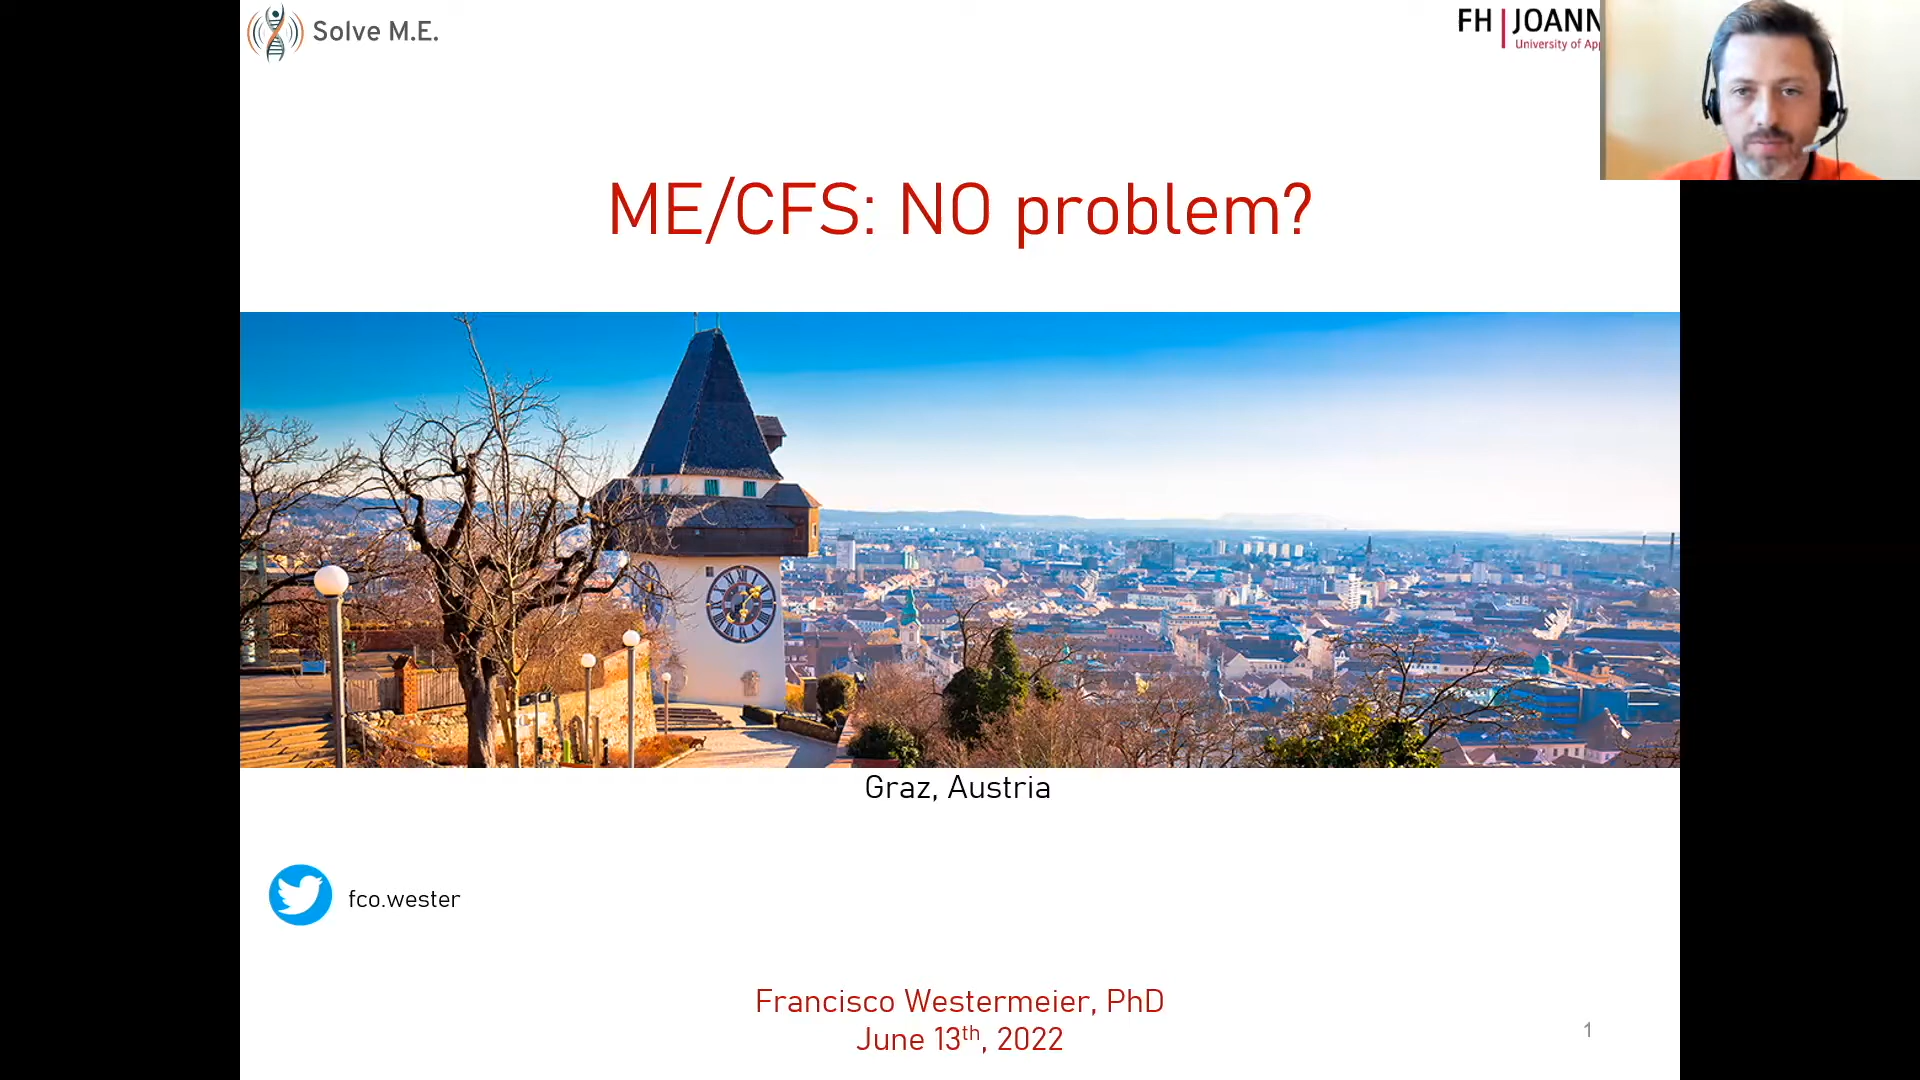 Solve M.E.
FH | JOANN
University of Ap
ME/CFS: NO problem?
Graz, Austria
fco.wester
Francisco Westermeier, PhD
June 13th, 2022
1